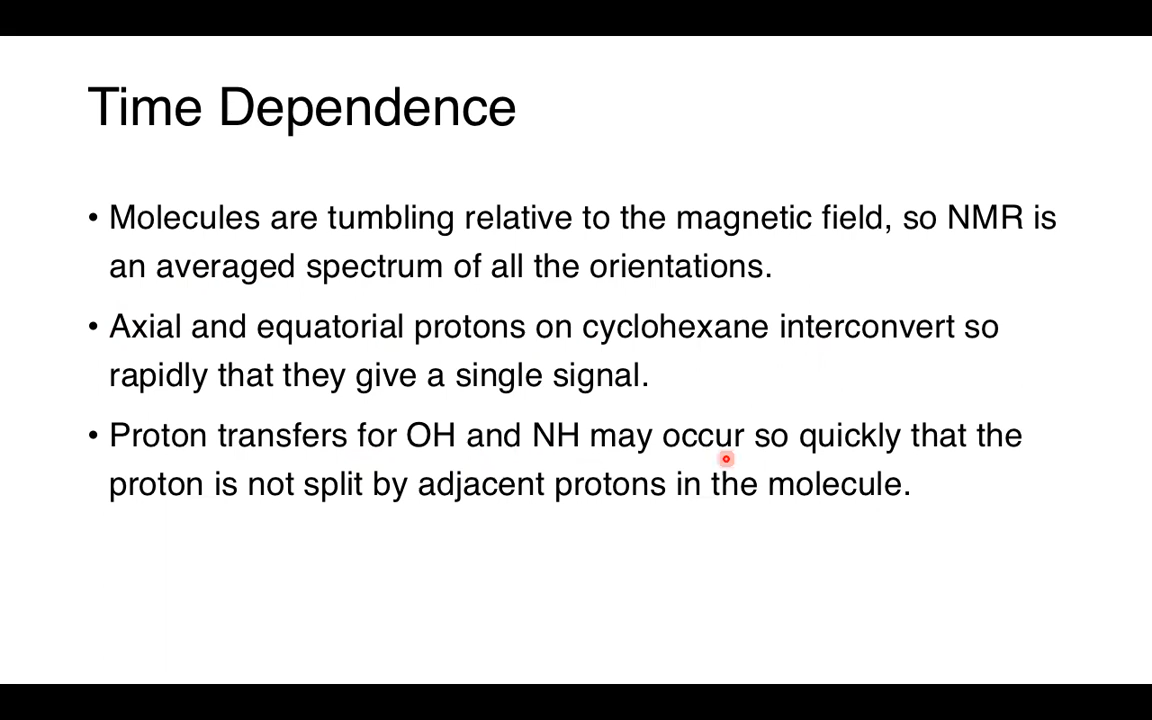 Time Dependence
• Molecules are tumbling relative to the magnetic field, so NMR is
an averaged spectrum of all the orientations.
• Axial and equatorial protons on cyclohexane interconvert so
rapidly that they give a single signal.
• Proton transfers for OH and NH may occur so quickly that the
proton is not split by adjacent protons in the molecule.